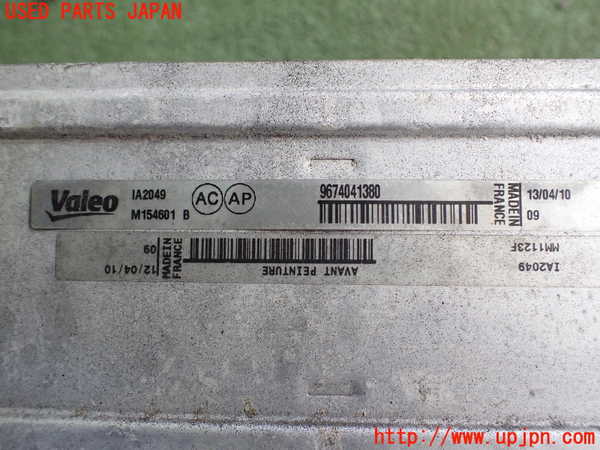 USED PARTS JAPAN
Valeo
IA2049
M154601 B
AC AP
9674041380
MADE IN
FRANCE
13/04/10
09
IA2049
MM1123F
AVANT PEINTURE
MADE IN
FRANCE
12/04/10
09
http://www.upjpn.com/